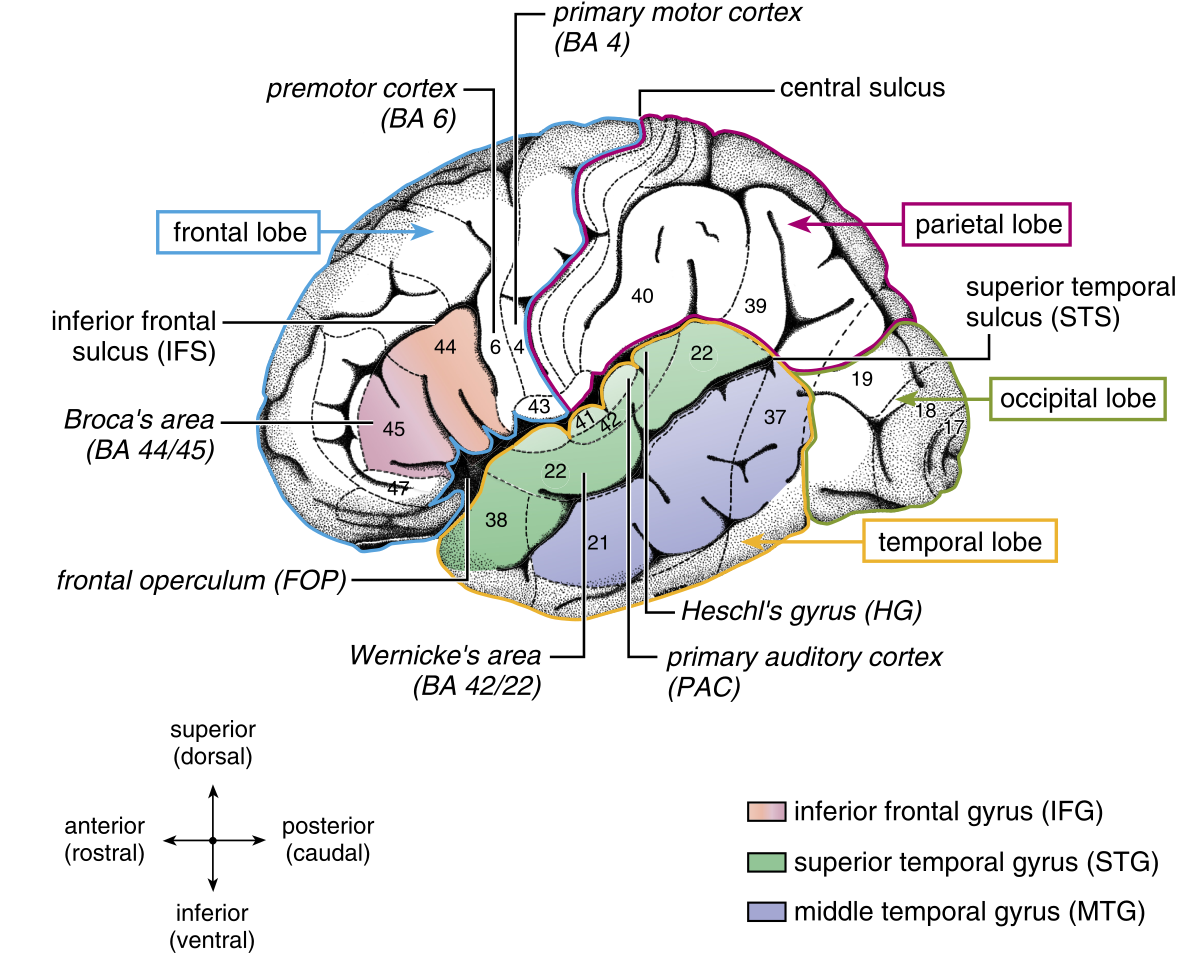 primary motor cortex
(BA 4)
premotor cortex
(BA 6)
central sulcus
frontal lobe
parietal lobe
superior temporal
sulcus (STS)
inferior frontal
sulcus (IFS)
40
39
44
6
4
22
19
occipital lobe
18
17
43
41
42
37
Broca's area
(BA 44/45)
45
47
22
38
21
temporal lobe
frontal operculum (FOP)
Heschl's gyrus (HG)
Wernicke's area
(BA 42/22)
primary auditory cortex
(PAC)
superior
(dorsal)
anterior
(rostral)
posterior
(caudal)
inferior
(ventral)
inferior frontal gyrus (IFG)
superior temporal gyrus (STG)
middle temporal gyrus (MTG)